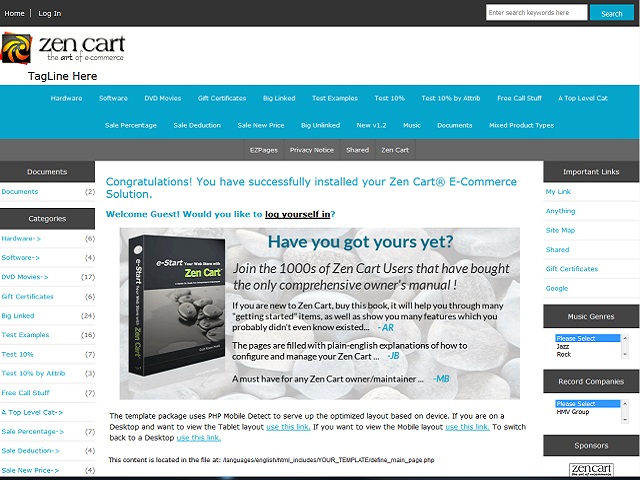 Home | Log In
Enter search keywords here
Search
zen cart
the art of e-commerce
TagLine Here
Hardware Software DVD Movies Gift Certificates Big Linked Test Examples Test 10% Test 10% by Attrib Free Call Stuff A Top Level Cat
Sale Percentage Sale Deduction Sale New Price Big Unlinked New v1.2 Music Documents Mixed Product Types
EZPages Privacy Notice Shared Zen Cart
Documents
Documents (2)
Categories
Hardware-> (6)
Software-> (4)
DVD Movies-> (17)
Gift Certificates (6)
Big Linked (24)
Test Examples (16)
Test 10% (7)
Test 10% by Attrib (3)
Free Call Stuff (7)
A Top Level Cat->
Sale Percentage-> (7)
Sale Deduction-> (4)
Sale New Price-> (4)
Congratulations! You have successfully installed your Zen Cart® E-Commerce
Solution.
Welcome Guest! Would you like to log yourself in?
e-Start Your Web Store with
Zen Cart
e-Start Your Web Store with Zen Cart
Have you got yours yet?
Join the 1000s of Zen Cart Users that have bought
the only comprehensive owner's manual !
If you are new to Zen Cart, buy this book, it will help you through many
"getting started" items, as well as show you many features which you
probably didn't even know existed... - AR
The pages are filled with plain-english explanations of how to
configure and manage your Zen Cart ... -JB
A must have for any Zen Cart owner/maintainer ... -MB
The template package uses PHP Mobile Detect to serve up the optimized layout based on device. If you are on a
Desktop and want to view the Tablet layout use this link. If you want to view the Mobile layout use this link. To switch
back to a Desktop use this link.
This content is located in the file at: /languages/english/html_includes/YOUR_TEMPLATE/define_main_page.php
Important Links
My Link
Anything
Site Map
Shared
Gift Certificates
Google
Music Genres
Please Select
Jazz
Rock
Record Companies
Please Select
HMV Group
Sponsors
zen cart
the art of e-commerce